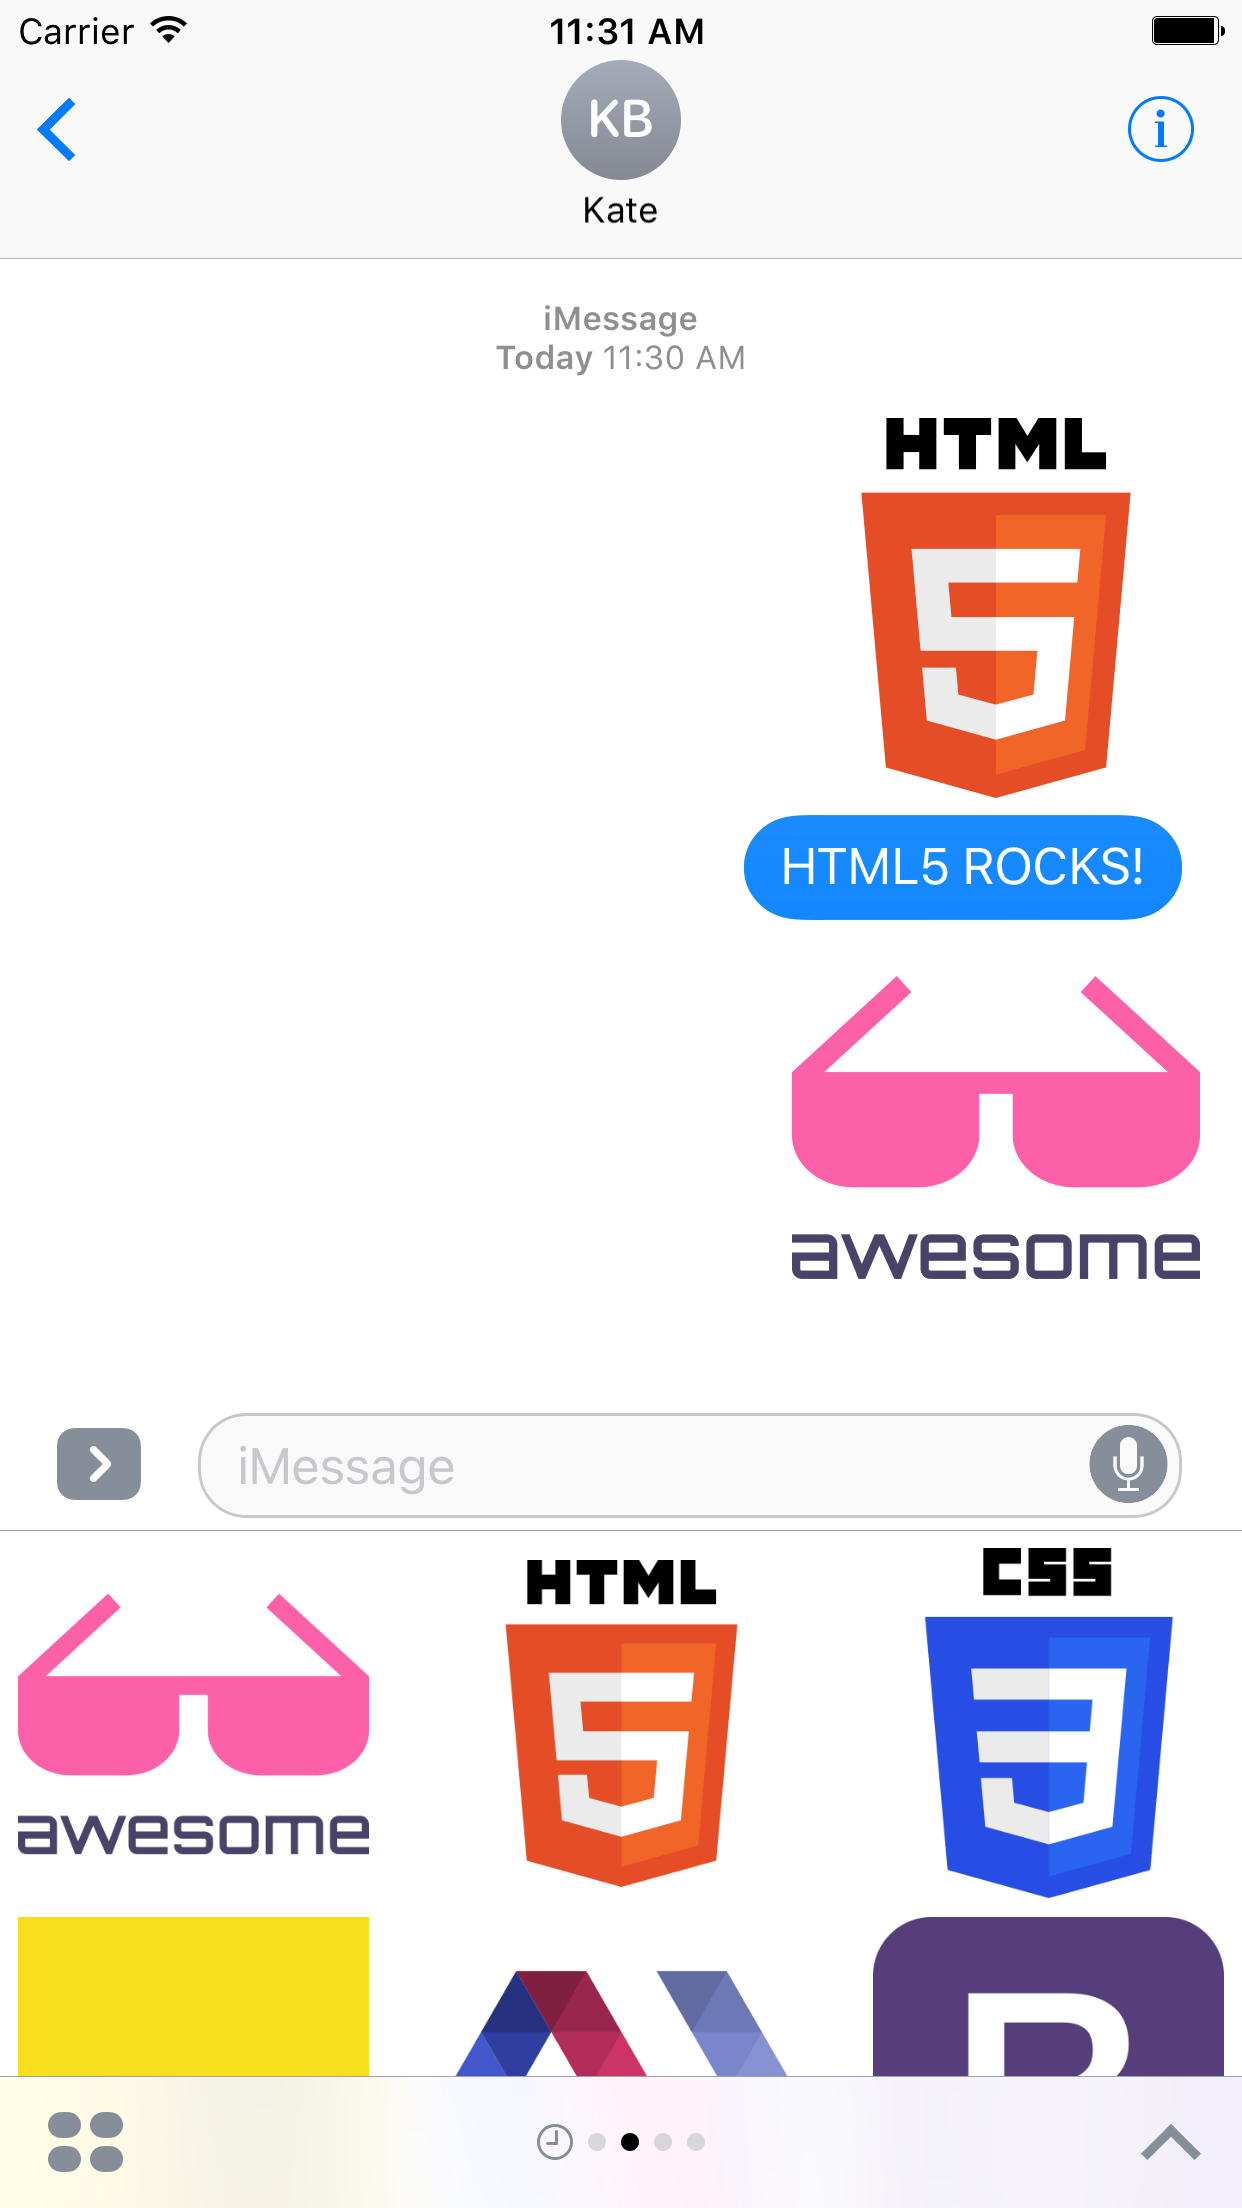 Carrier 11:31 AM
KB
Kate
iMessage
Today 11:30 AM
HTML
5
HTML5 ROCKS!
awesome
iMessage
awesome
HTML
5
CSS
3